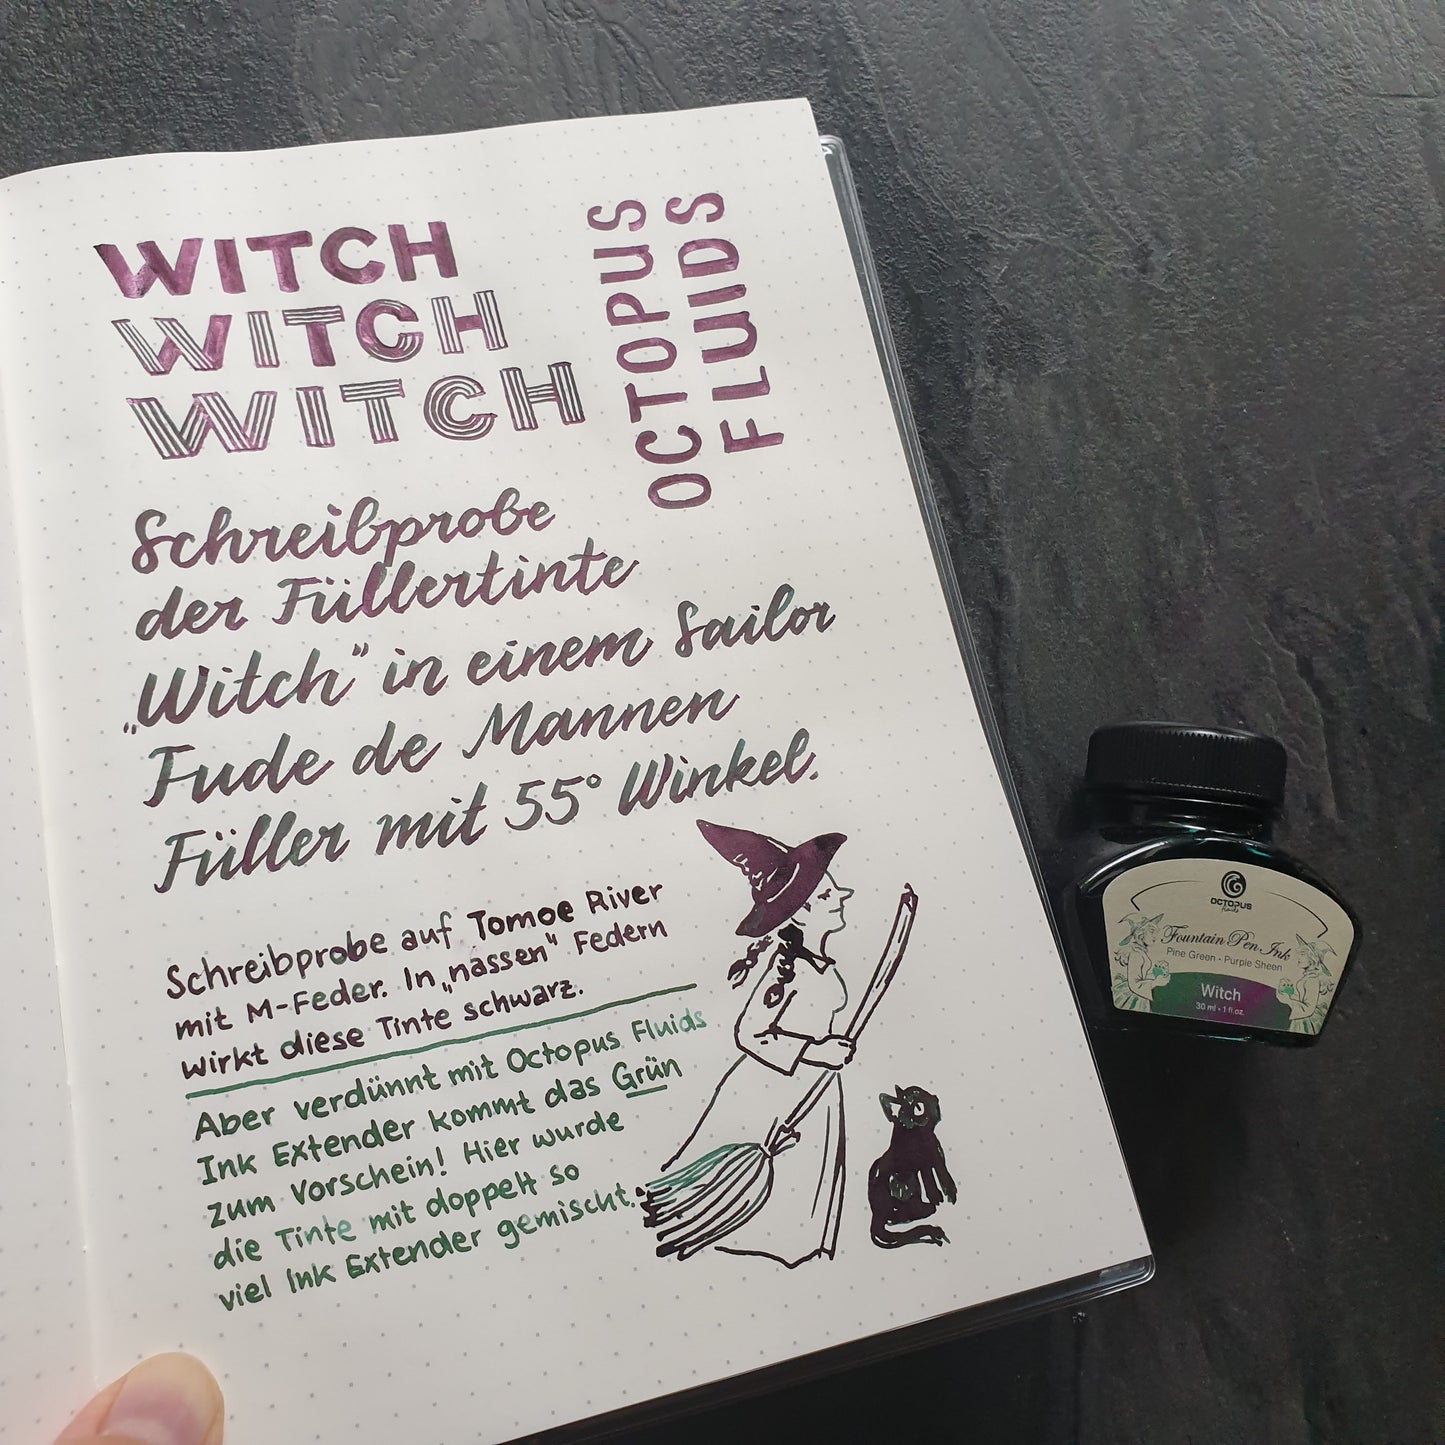 WITCH
WITCH
WITCH
OCTOPUS
FLUIDS
Schreibprobe
der Füllertinte
„Witch" in einem Sailor
Fude de Mannen
Füller mit 55° Winkel.
Schreibprobe auf Tomoe River
mit M-Feder. In „nassen" Federn
wirkt diese Tinte schwarz.
Aber verdünnt mit Octopus Fluids
Ink Extender kommt das Grün
zum Vorschein! Hier wurde
die Tinte mit doppelt so
viel Ink Extender gemischt.
OCTOPUS
fluids
Fountain Pen Ink
Pine Green - Purple Sheen
Witch
30 ml • 1 fl.oz.